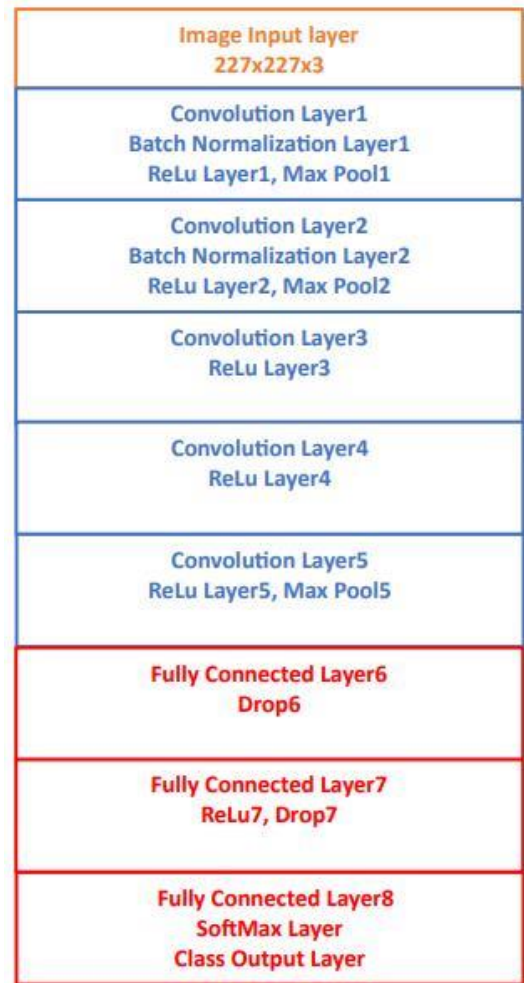 Image Input layer
227x227x3
Convolution Layer1
Batch Normalization Layer1
ReLu Layer1, Max Pool1
Convolution Layer2
Batch Normalization Layer2
ReLu Layer2, Max Pool2
Convolution Layer3
ReLu Layer3
Convolution Layer4
ReLu Layer4
Convolution Layer5
ReLu Layer5, Max Pool5
Fully Connected Layer6
Drop6
Fully Connected Layer7
ReLu7, Drop7
Fully Connected Layer8
SoftMax Layer
Class Output Layer